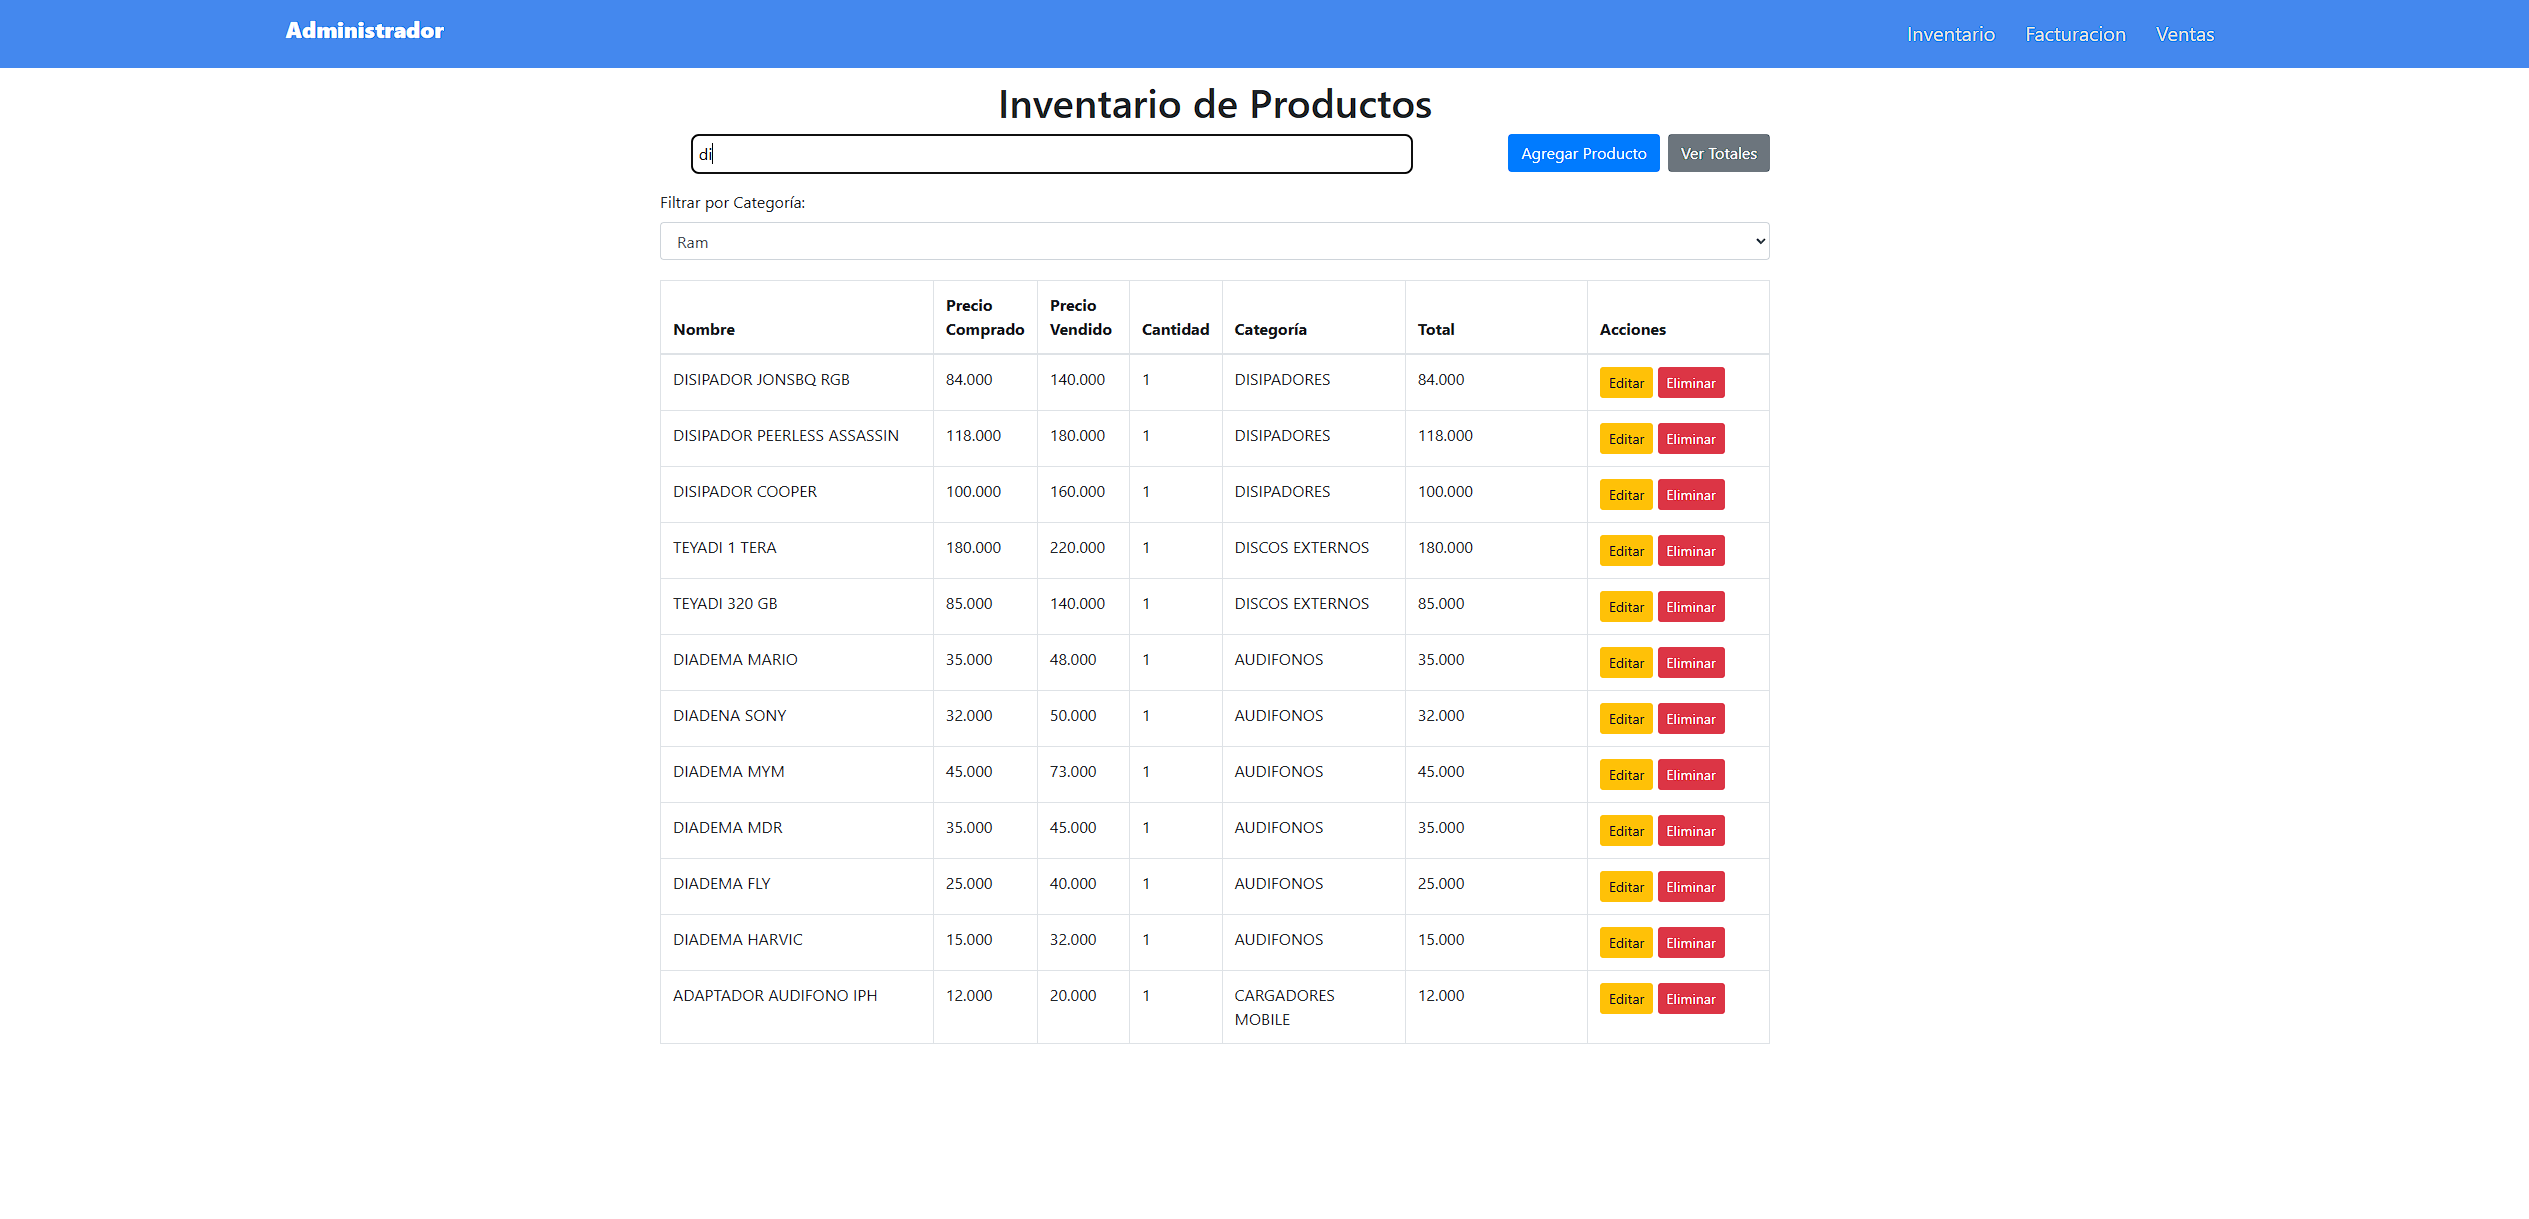 Administrador
Inventario Facturacion Ventas
Inventario de Productos
di
Agregar Producto Ver Totales
Filtrar por Categoría:
Ram
Nombre Precio Comprado Precio Vendido Cantidad Categoría Total Acciones
DISIPADOR JONSBQ RGB 84.000 140.000 1 DISIPADORES 84.000 Editar Eliminar
DISIPADOR PEERLESS ASSASSIN 118.000 180.000 1 DISIPADORES 118.000 Editar Eliminar
DISIPADOR COOPER 100.000 160.000 1 DISIPADORES 100.000 Editar Eliminar
TEYADI 1 TERA 180.000 220.000 1 DISCOS EXTERNOS 180.000 Editar Eliminar
TEYADI 320 GB 85.000 140.000 1 DISCOS EXTERNOS 85.000 Editar Eliminar
DIADEMA MARIO 35.000 48.000 1 AUDIFONOS 35.000 Editar Eliminar
DIADENA SONY 32.000 50.000 1 AUDIFONOS 32.000 Editar Eliminar
DIADEMA MYM 45.000 73.000 1 AUDIFONOS 45.000 Editar Eliminar
DIADEMA MDR 35.000 45.000 1 AUDIFONOS 35.000 Editar Eliminar
DIADEMA FLY 25.000 40.000 1 AUDIFONOS 25.000 Editar Eliminar
DIADEMA HARVIC 15.000 32.000 1 AUDIFONOS 15.000 Editar Eliminar
ADAPTADOR AUDIFONO IPH 12.000 20.000 1 CARGADORES MOBILE 12.000 Editar Eliminar